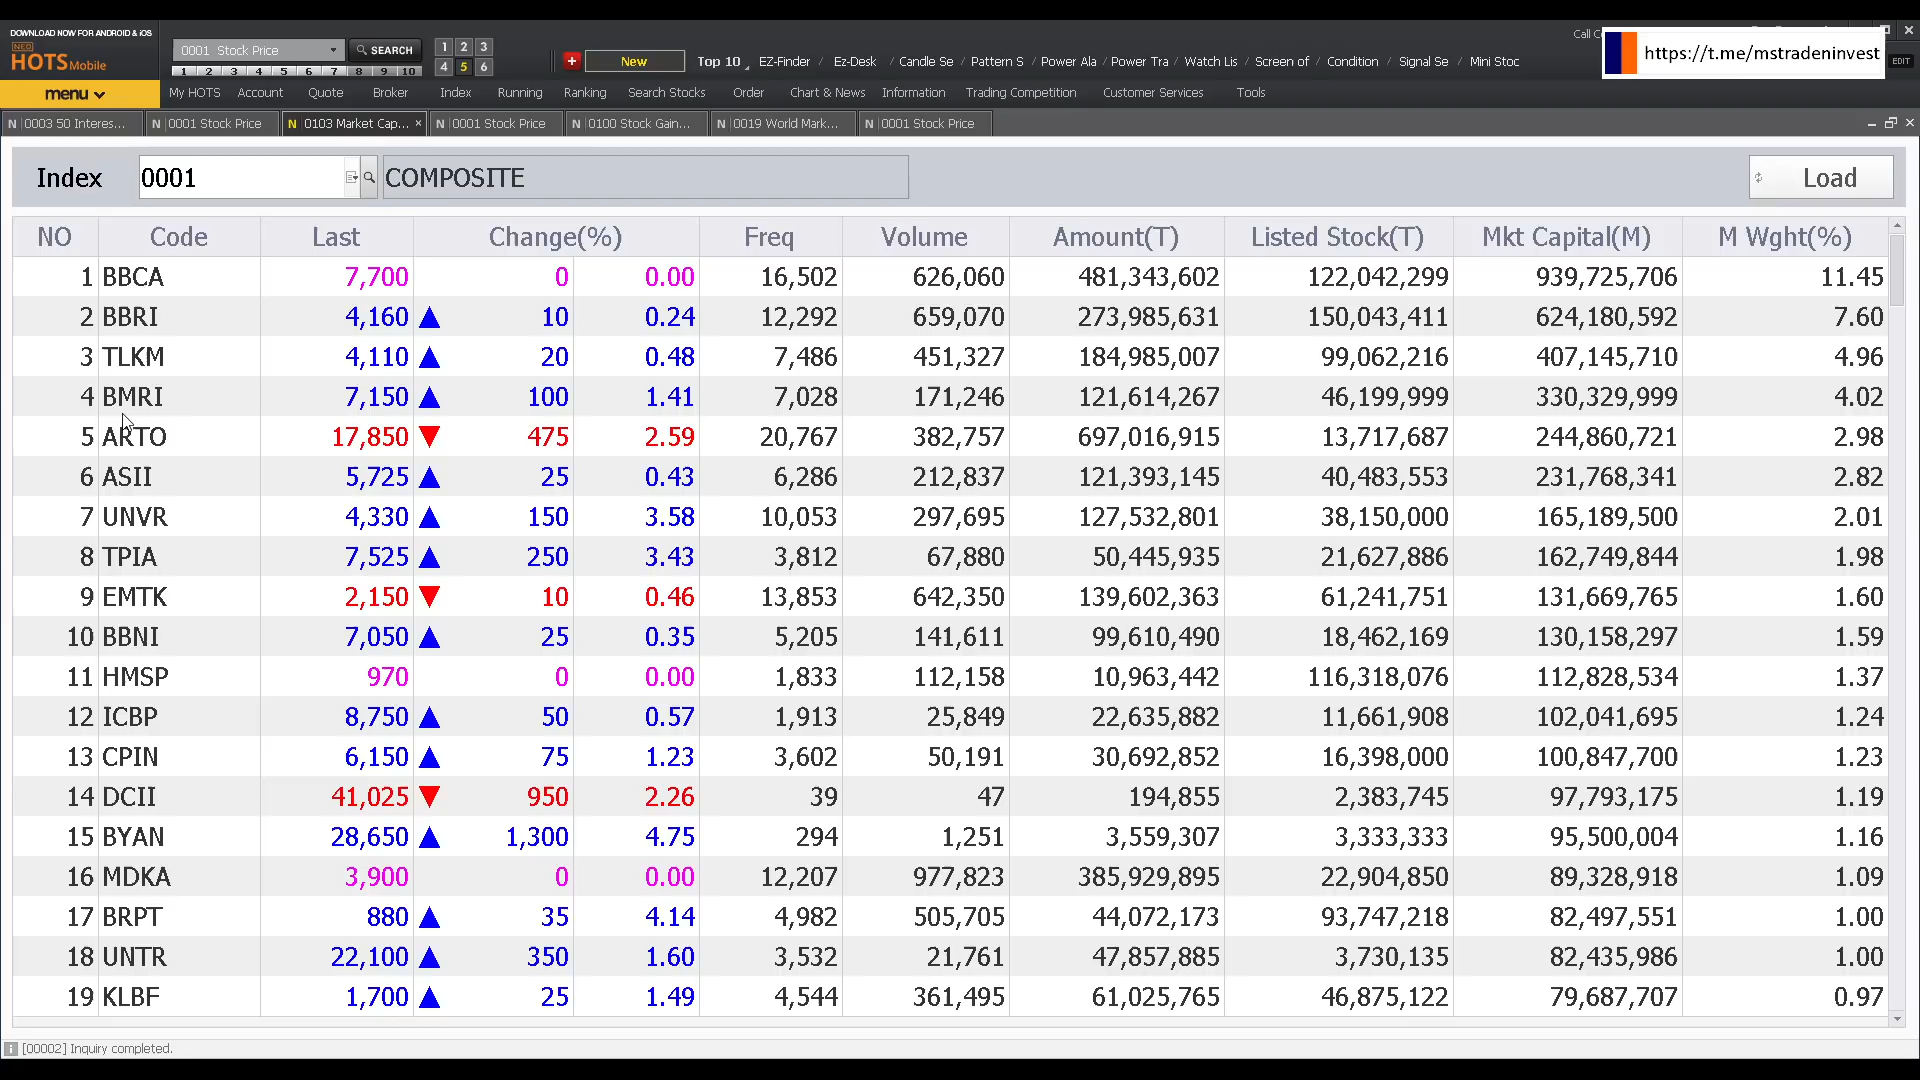 DOWNLOAD NOW FOR ANDROID & iOS
NEO
HOTS Mobile
0001 Stock Price SEARCH 1 2 3
4 5 6
1 2 3 4 5 6 7 8 9 10
New Top 10 EZ-Finder / Ez-Desk / Candle Se / Pattern S / Power Ala / Power Tra / Watch Lis / Screen of / Condition / Signal Se / Mini Stoc
https://t.me/mstradeninvest
EDIT
menu My HOTS Account Quote Broker Index Running Ranking Search Stocks Order Chart & News Information Trading Competition Customer Services Tools
N 0003 50 Interes... N 0001 Stock Price N 0103 Market Cap... N 0001 Stock Price N 0100 Stock Gain... N 0019 World Mark... N 0001 Stock Price
Index 0001 COMPOSITE Load
NO Code Last Change(%) Freq Volume Amount(T) Listed Stock(T) Mkt Capital(M) M Wght(%)
1 BBCA 7,700 0 0.00 16,502 626,060 481,343,602 122,042,299 939,725,706 11.45
2 BBRI 4,160 ▲ 10 0.24 12,292 659,070 273,985,631 150,043,411 624,180,592 7.60
3 TLKM 4,110 ▲ 20 0.48 7,486 451,327 184,985,007 99,062,216 407,145,710 4.96
4 BMRI 7,150 ▲ 100 1.41 7,028 171,246 121,614,267 46,199,999 330,329,999 4.02
5 ARTO 17,850 ▼ 475 2.59 20,767 382,757 697,016,915 13,717,687 244,860,721 2.98
6 ASII 5,725 ▲ 25 0.43 6,286 212,837 121,393,145 40,483,553 231,768,341 2.82
7 UNVR 4,330 ▲ 150 3.58 10,053 297,695 127,532,801 38,150,000 165,189,500 2.01
8 TPIA 7,525 ▲ 250 3.43 3,812 67,880 50,445,935 21,627,886 162,749,844 1.98
9 EMTK 2,150 ▼ 10 0.46 13,853 642,350 139,602,363 61,241,751 131,669,765 1.60
10 BBNI 7,050 ▲ 25 0.35 5,205 141,611 99,610,490 18,462,169 130,158,297 1.59
11 HMSP 970 0 0.00 1,833 112,158 10,963,442 116,318,076 112,828,534 1.37
12 ICBP 8,750 ▲ 50 0.57 1,913 25,849 22,635,882 11,661,908 102,041,695 1.24
13 CPIN 6,150 ▲ 75 1.23 3,602 50,191 30,692,852 16,398,000 100,847,700 1.23
14 DCII 41,025 ▼ 950 2.26 39 47 194,855 2,383,745 97,793,175 1.19
15 BYAN 28,650 ▲ 1,300 4.75 294 1,251 3,559,307 3,333,333 95,500,004 1.16
16 MDKA 3,900 0 0.00 12,207 977,823 385,929,895 22,904,850 89,328,918 1.09
17 BRPT 880 ▲ 35 4.14 4,982 505,705 44,072,173 93,747,218 82,497,551 1.00
18 UNTR 22,100 ▲ 350 1.60 3,532 21,761 47,857,885 3,730,135 82,435,986 1.00
19 KLBF 1,700 ▲ 25 1.49 4,544 361,495 61,025,765 46,875,122 79,687,707 0.97
[00002] Inquiry completed.